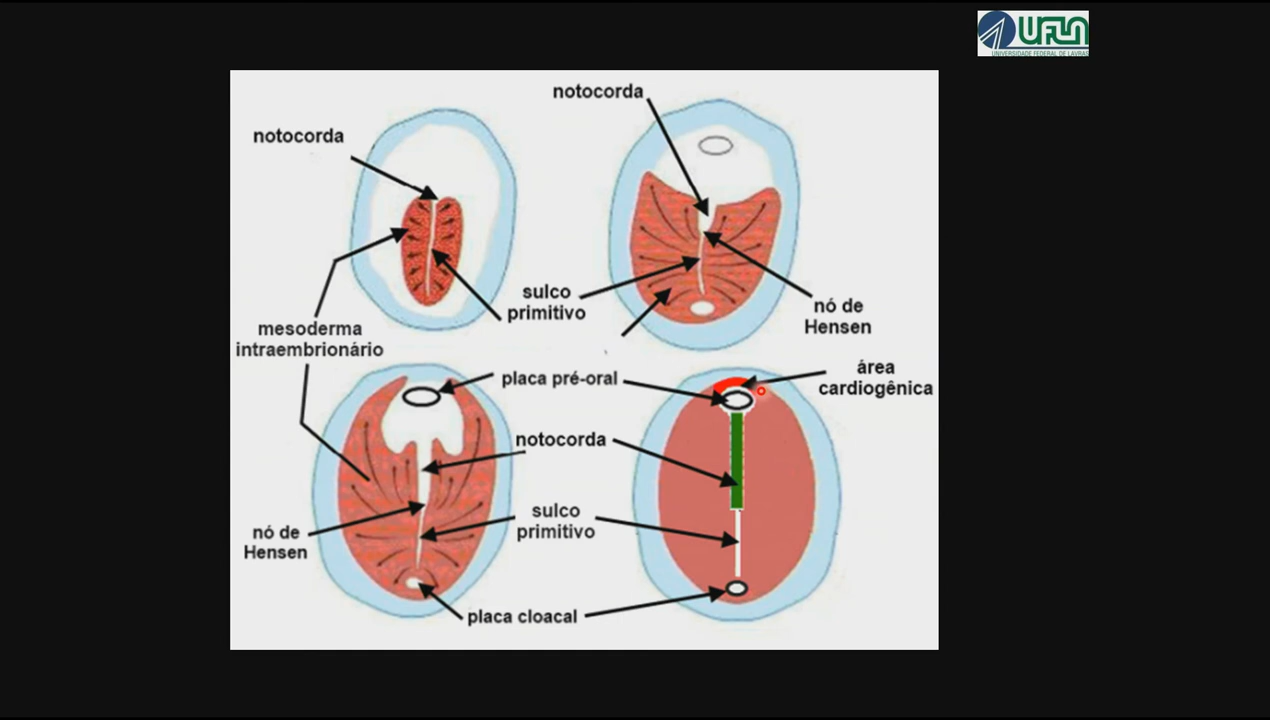 UFLA
UNIVERSIDADE FEDERAL DE LAVRAS
notocorda
notocorda
sulco
primitivo
nó de
Hensen
mesoderma
intraembrionário
placa pré-oral
área
cardiogênica
notocorda
sulco
primitivo
nó de
Hensen
placa cloacal